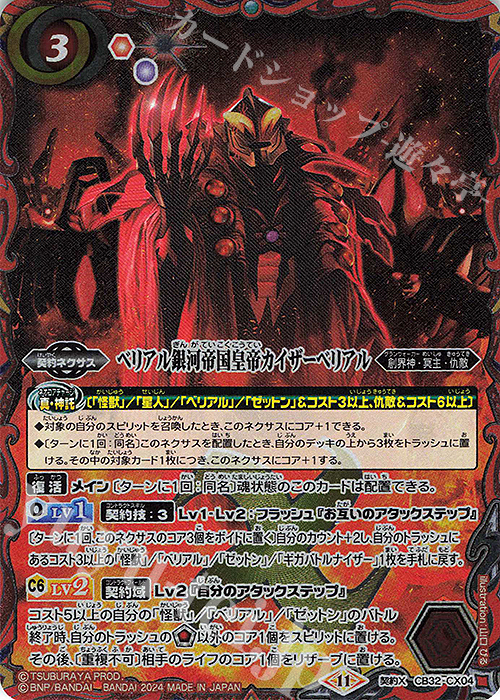 3
カードショップ-遊々亭-
契約ネクサス
ベリアル銀河帝国皇帝カイザーベリアル
創界神・冥主・仇敵
真・神託 〔「怪獣」/「星人」/「ベリアル」/「ゼットン」&コスト3以上、仇敵&コスト6以上〕
◆対象の自分のスピリットを召喚したとき、このネクサスにコア+1できる。
◆〔ターンに1回:同名〕このネクサスを配置したとき、自分のデッキの上から3枚をトラッシュに置
ける。その中の対象カード1枚につき、このネクサスにコア+1する。
復活 メイン〔ターンに1回:同名〕魂状態のこのカードは配置できる。
0 LV1 契約技:3 Lv1・Lv2:フラッシュ『お互いのアタックステップ』
〔ターンに1回〕このネクサスのコア3個をボイドに置く:自分のカウント+2し、自分のトラッシュに
あるコスト3以上の「怪獣」/「ベリアル」/「ゼットン」/「ギガバトルナイザー」1枚を手札に戻す。
C6 LV2 契約域 Lv2『自分のアタックステップ』
コスト5以上の自分の「怪獣」/「ベリアル」/「ゼットン」のバトル
終了時、自分のトラッシュの以外のコア1個をスピリットに置ける。
その後、〔重複不可〕相手のライフのコア1個をリザーブに置ける。
©TSUBURAYA PROD.
©BNP/BANDAI・BANDAI 2024 MADE IN JAPAN
11
契約X CB32-CX04